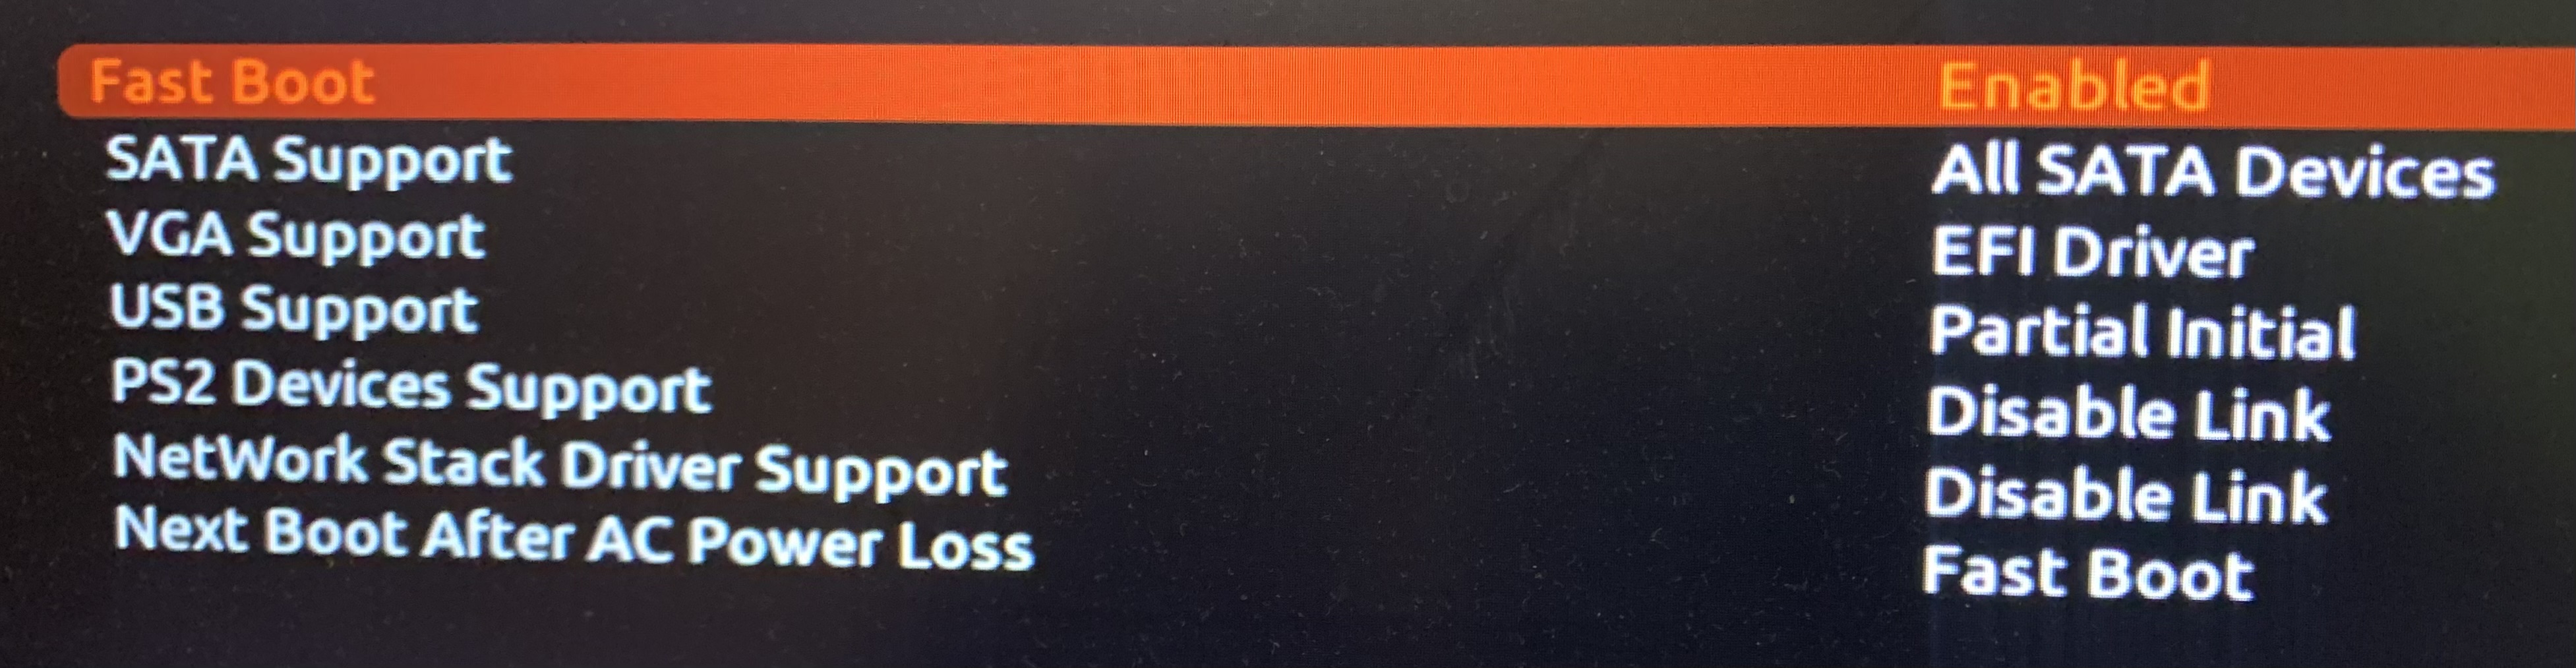 Fast Boot Enabled
SATA Support All SATA Devices
VGA Support EFI Driver
USB Support Partial Initial
PS2 Devices Support Disable Link
NetWork Stack Driver Support Disable Link
Next Boot After AC Power Loss Fast Boot